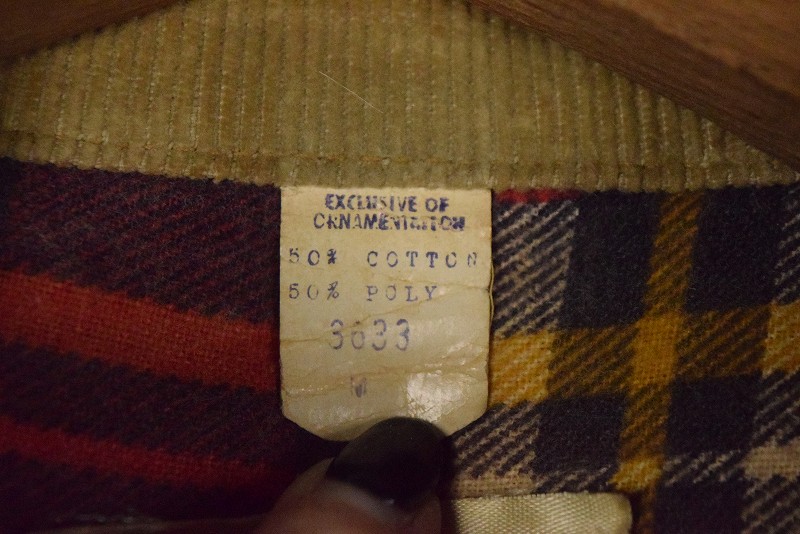 EXCLUSIVE OF
ORNAMENTATION
50% COTTON
50% POLY
3633
M